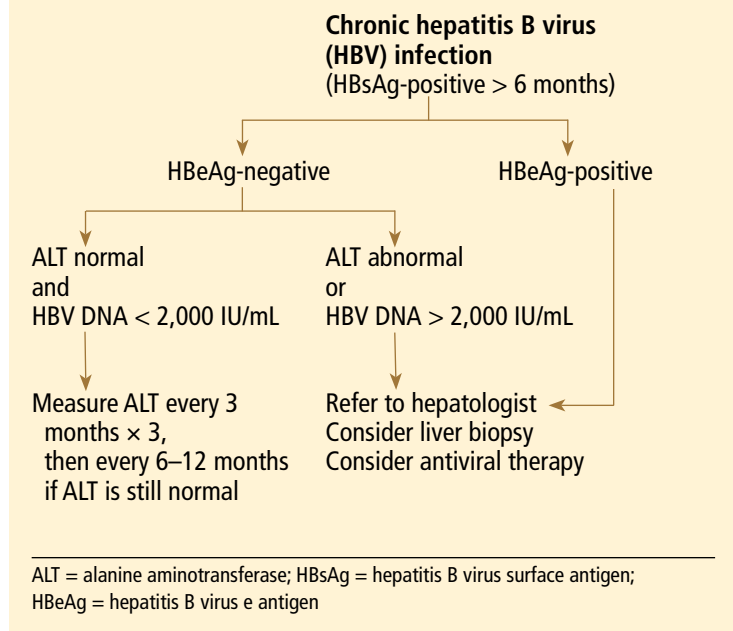 Chronic hepatitis B virus
(HBV) infection
(HBsAg-positive > 6 months)
HBeAg-negative
HBeAg-positive
ALT normal
and
HBV DNA < 2,000 IU/mL
ALT abnormal
or
HBV DNA > 2,000 IU/mL
Measure ALT every 3
months × 3,
then every 6–12 months
if ALT is still normal
Refer to hepatologist
Consider liver biopsy
Consider antiviral therapy
ALT = alanine aminotransferase; HBsAg = hepatitis B virus surface antigen;
HBeAg = hepatitis B virus e antigen